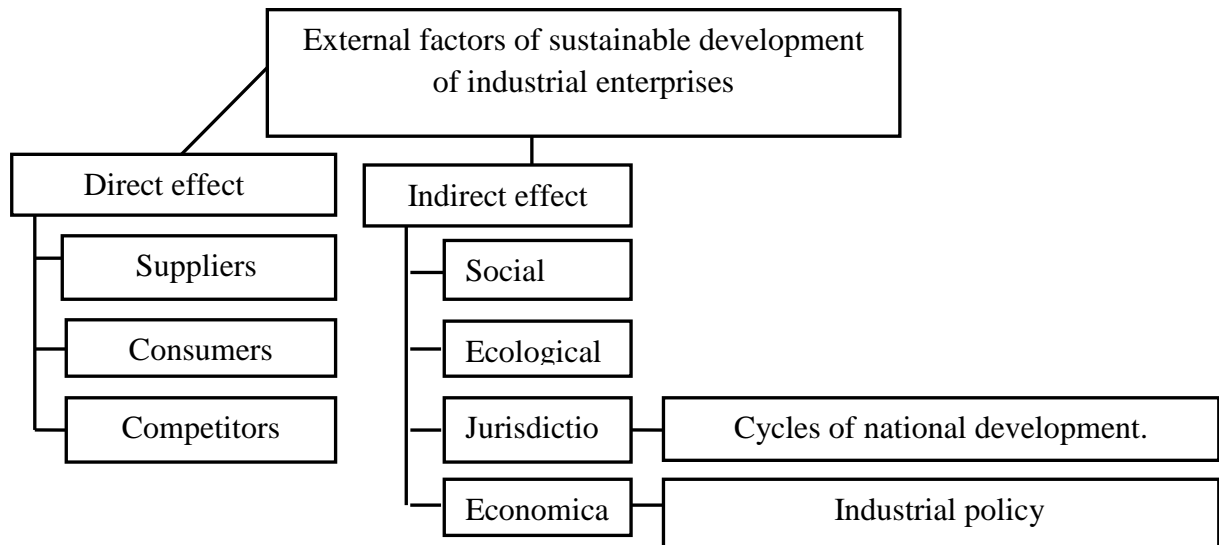 External factors of sustainable development
of industrial enterprises
Direct effect
Indirect effect
Suppliers
Social
Consumers
Ecological
Competitors
Jurisdictio
Cycles of national development.
Economica
Industrial policy